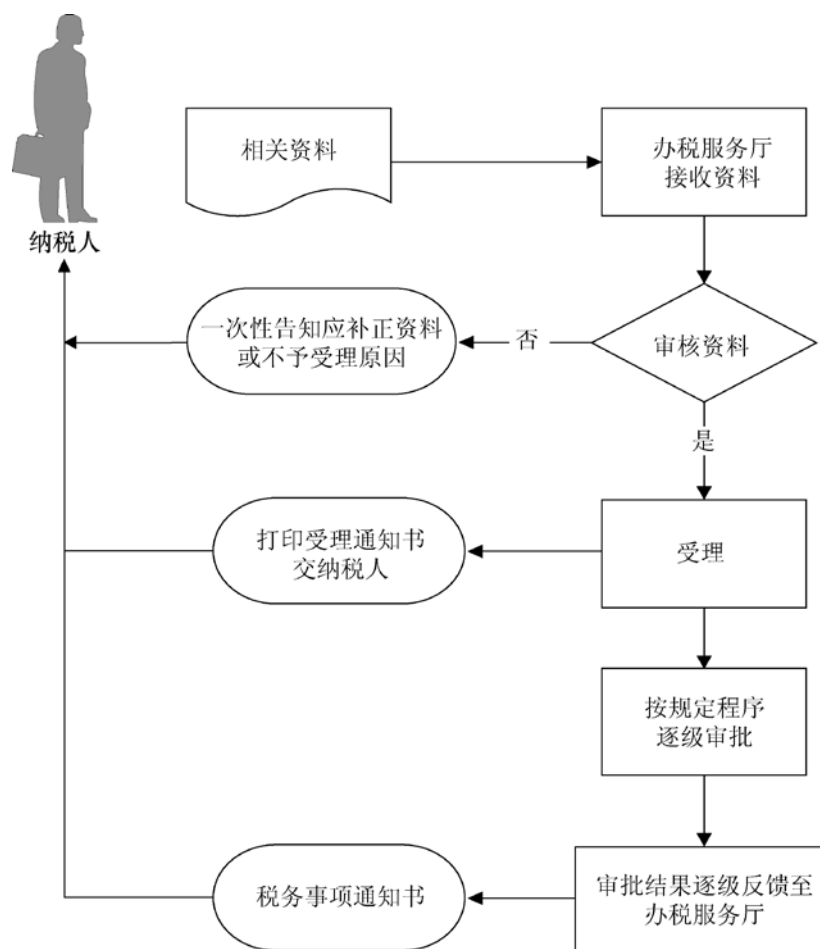 相关资料
办税服务厅
接收资料
纳税人
一次性告知应补正资料
或不予受理原因
否
审核资料
是
打印受理通知书
交纳税人
受理
按规定程序
逐级审批
税务事项通知书
审批结果逐级反馈至
办税服务厅